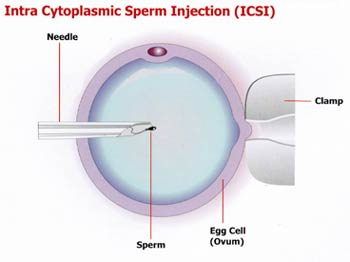 Intra Cytoplasmic Sperm Injection (ICSI)
Needle
Clamp
Egg Cell
(Ovum)
Sperm